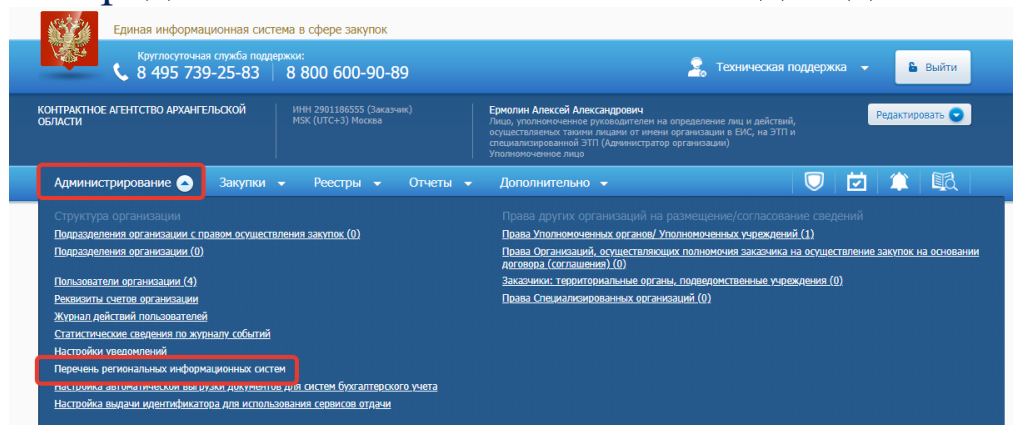 Единая информационная система в сфере закупок
Круглосуточная служба поддержки:
8 495 739-25-83 | 8 800 600-90-89
Техническая поддержка
Выйти
КОНТРАКТНОЕ АГЕНТСТВО АРХАНГЕЛЬСКОЙ
ОБЛАСТИ
ИНН 2901186555 (Заказчик)
MSK (UTC+3) Москва
Ермолин Алексей Александрович
Лицо, уполномоченное руководителем на определение лиц и действий,
осуществляемых такими лицами от имени организации в ЕИС, на ЭТП и
специализированной ЭТП (Администратор организации)
Уполномоченное лицо
Редактировать
Администрирование
Закупки
Реестры
Отчеты
Дополнительно
Структура организации
Подразделения организации с правом осуществления закупок (0)
Подразделения организации (0)
Пользователи организации (4)
Реквизиты счетов организации
Журнал действий пользователей
Статистические сведения по журналу событий
Настройки уведомлений
Перечень региональных информационных систем
Настройка автоматической выгрузки документов для систем бухгалтерского учета
Настройка выдачи идентификатора для использования сервисов отдачи
Права других организаций на размещение/согласование сведений
Права Уполномоченных органов/ Уполномоченных учреждений (1)
Права Организаций, осуществляющих полномочия заказчика на осуществление закупок на основании
договора (соглашения) (0)
Заказчики: территориальные органы, подведомственные учреждения (0)
Права Специализированных организаций (0)